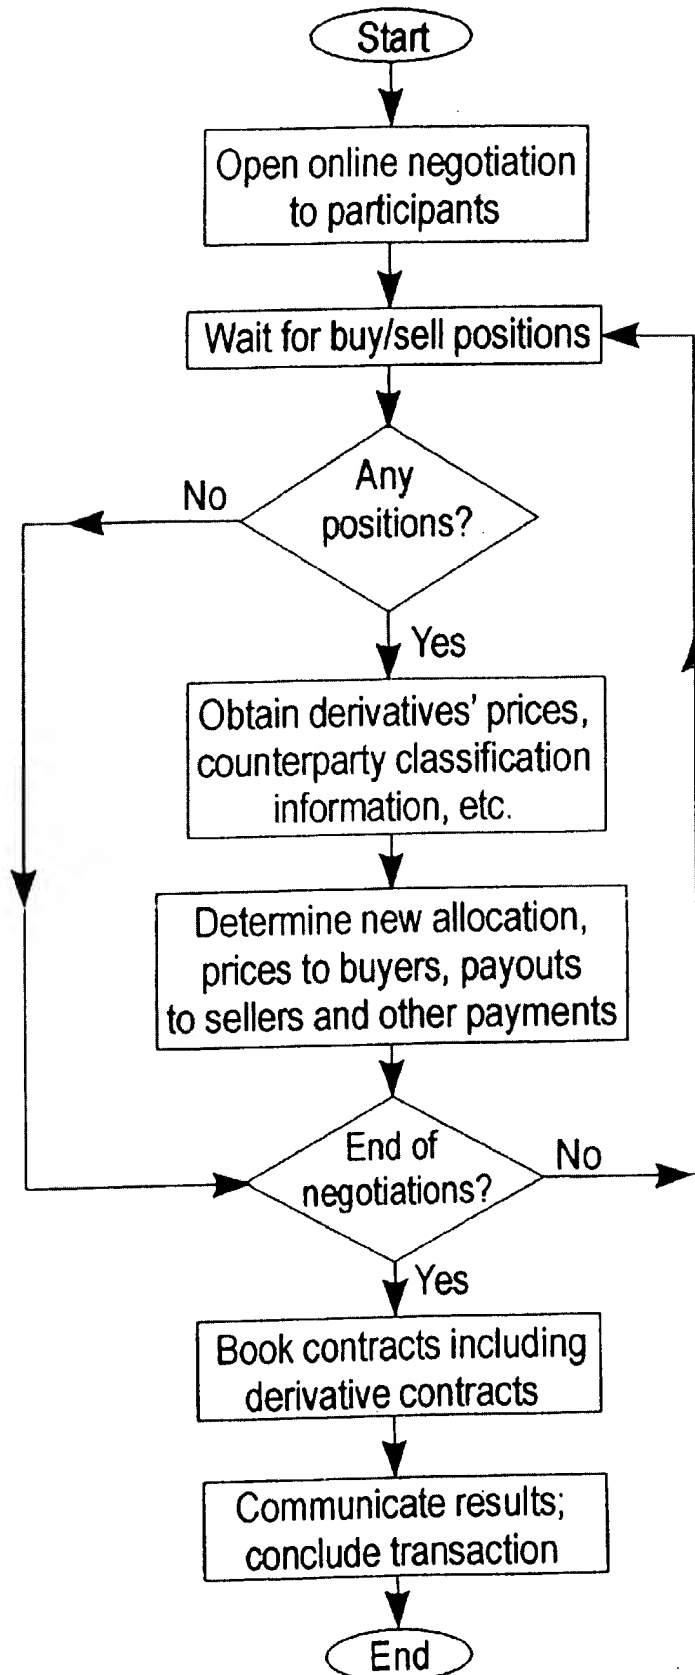 Start
Open online negotiation
to participants
Wait for buy/sell positions
Any
positions?
No
Yes
Obtain derivatives' prices,
counterparty classification
information, etc.
Determine new allocation,
prices to buyers, payouts
to sellers and other payments
End of
negotiations?
No
Yes
Book contracts including
derivative contracts
Communicate results;
conclude transaction
End